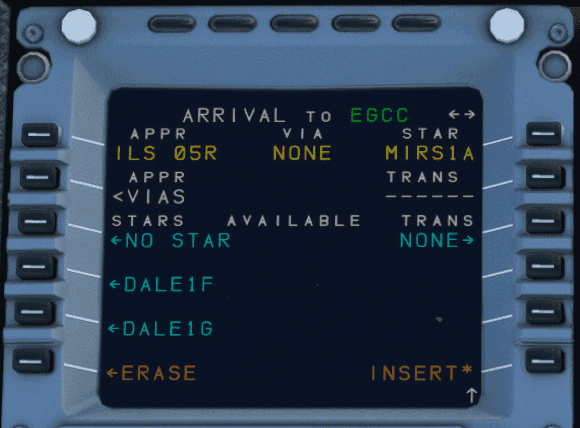 ARRIVAL TO EGCC ←→
APPR VIA STAR
ILS 05R NONE MIRS1A
APPR TRANS
<VIAS ------
STARS AVAILABLE TRANS
←NO STAR NONE→
←DALE1F
←DALE1G
←ERASE INSERT*
↑